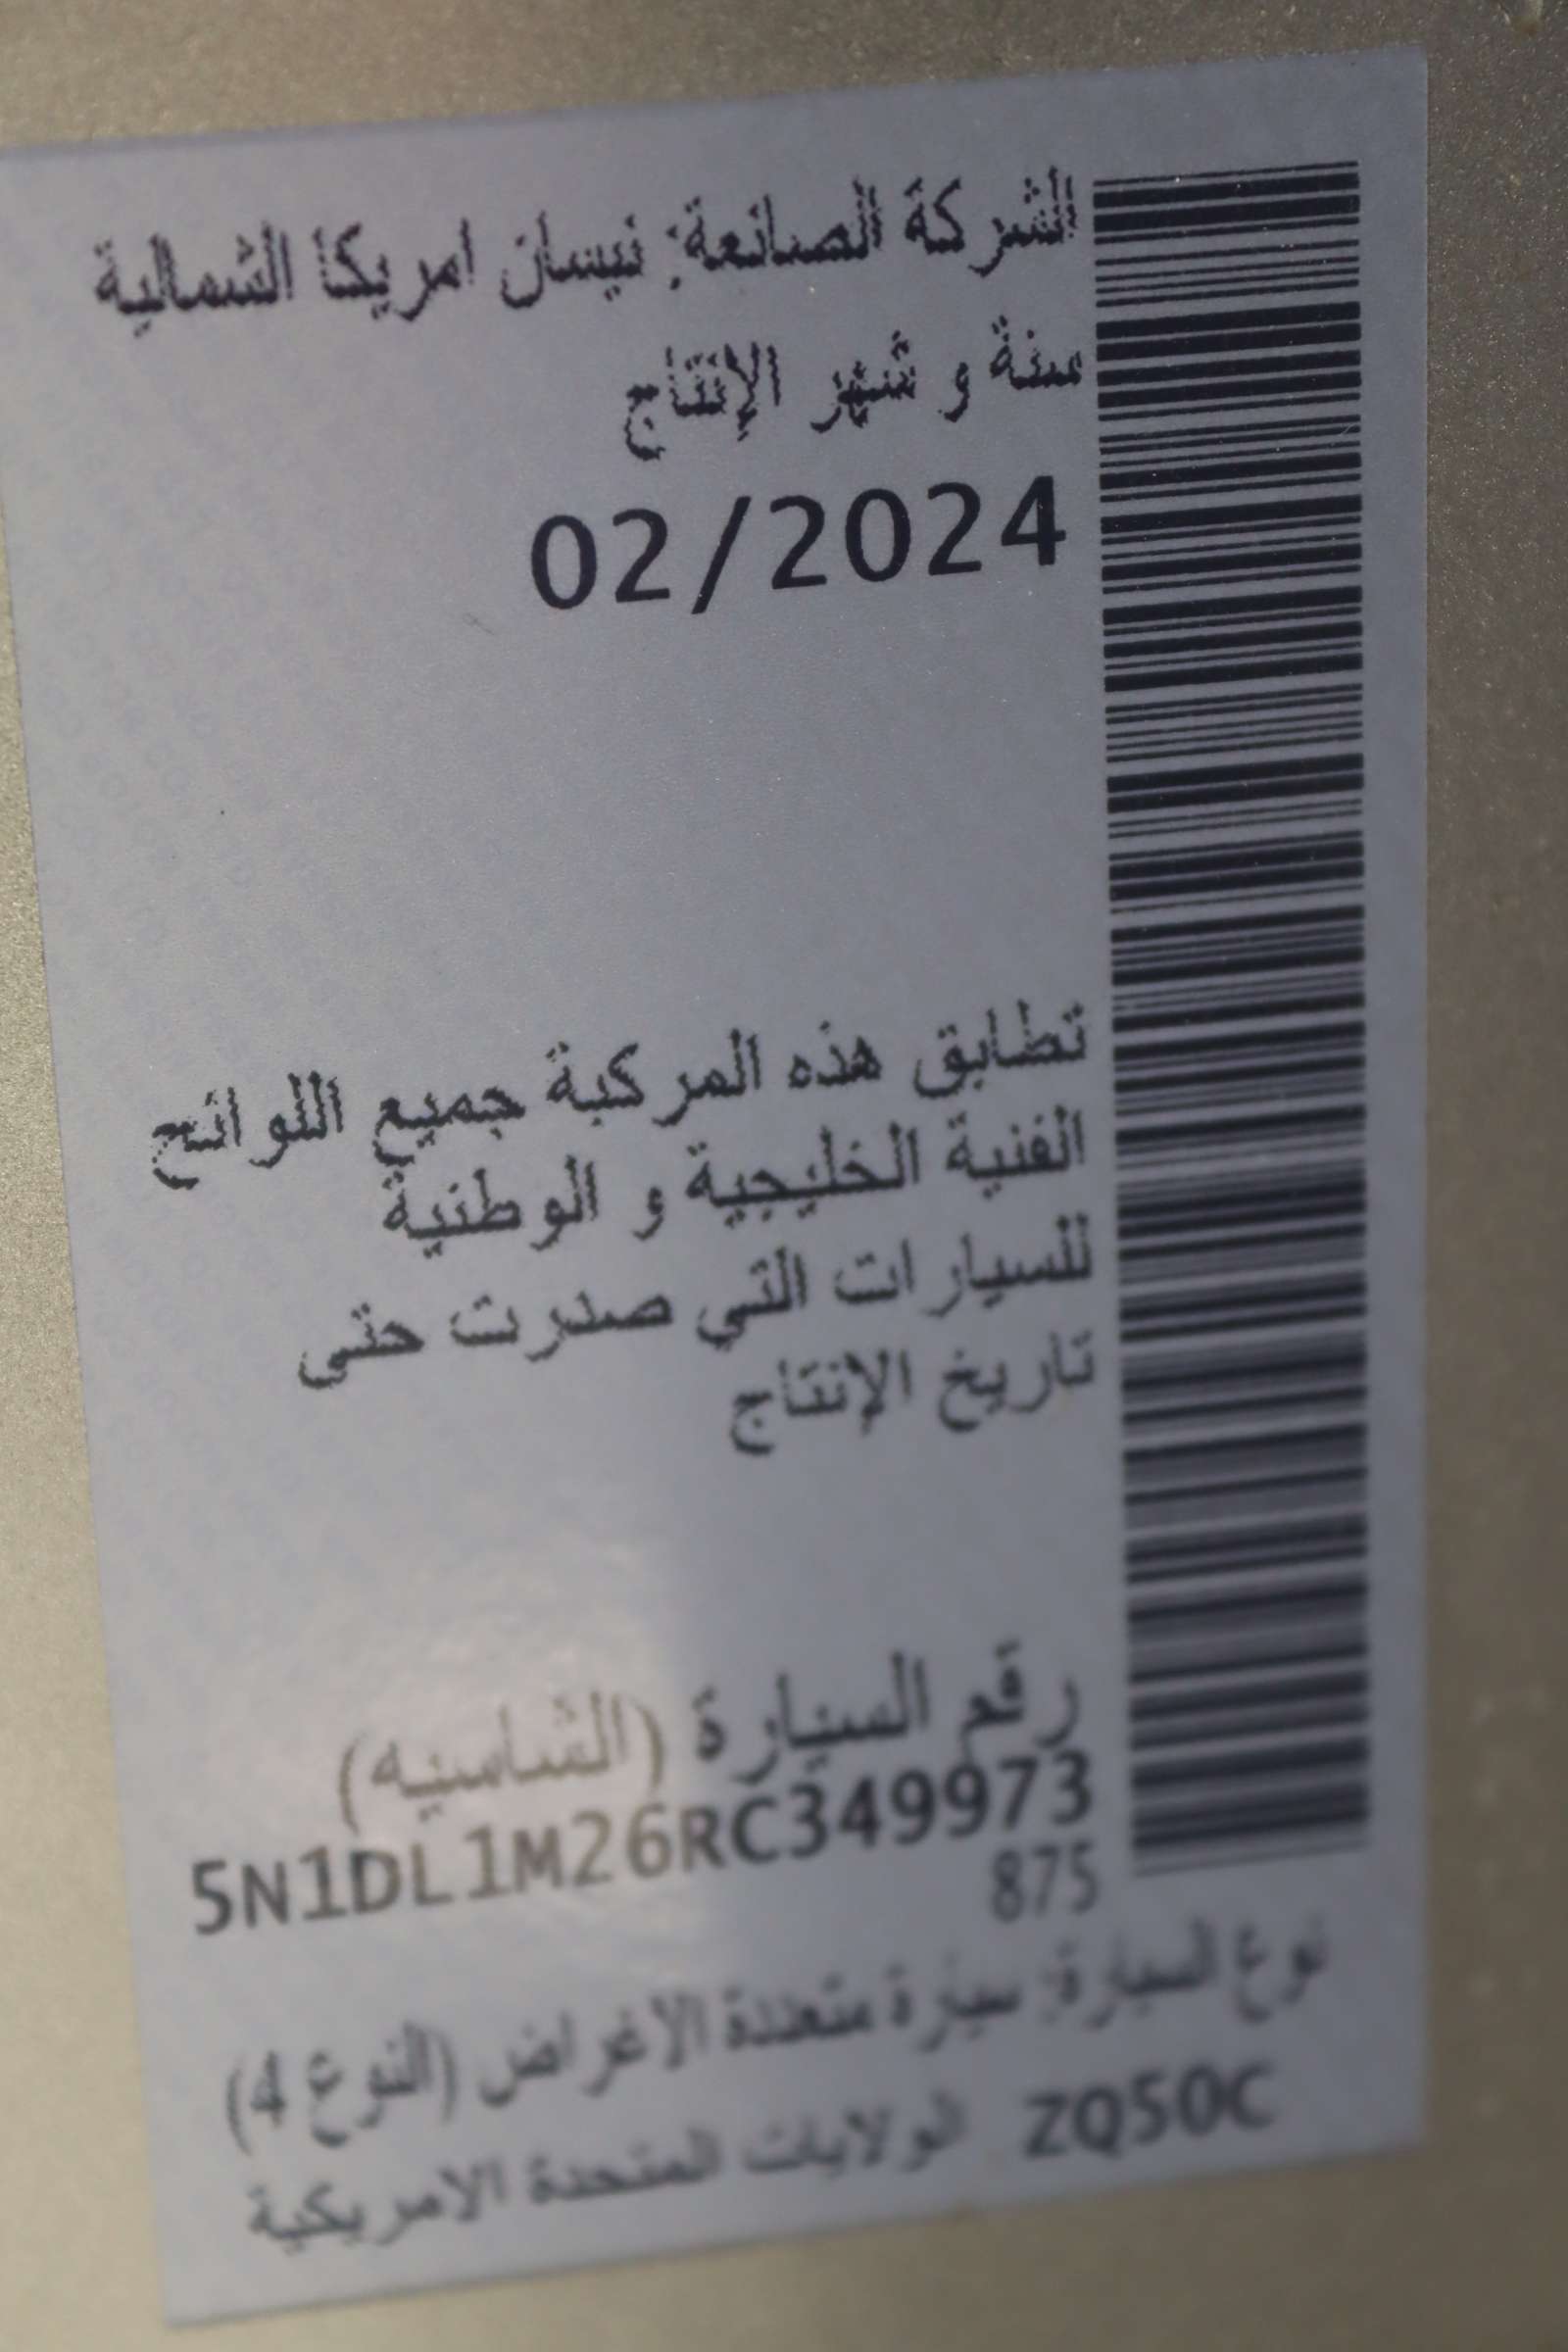 الشركة الصانعة: نيسان امريكا الشمالية
سنة و شهر الإنتاج
02/2024
تطابق هذه المركبة جميع اللوائح
الفنية الخليجية و الوطنية
للسيارات التي صدرت حتى
تاريخ الإنتاج
رقم السيارة (الشاسيه)
5N1DL1M26RC349973
875
نوع السيارة: سيارة متعددة الاغراض (النوع 4)
ZQ50C الولايات المتحدة الامريكية